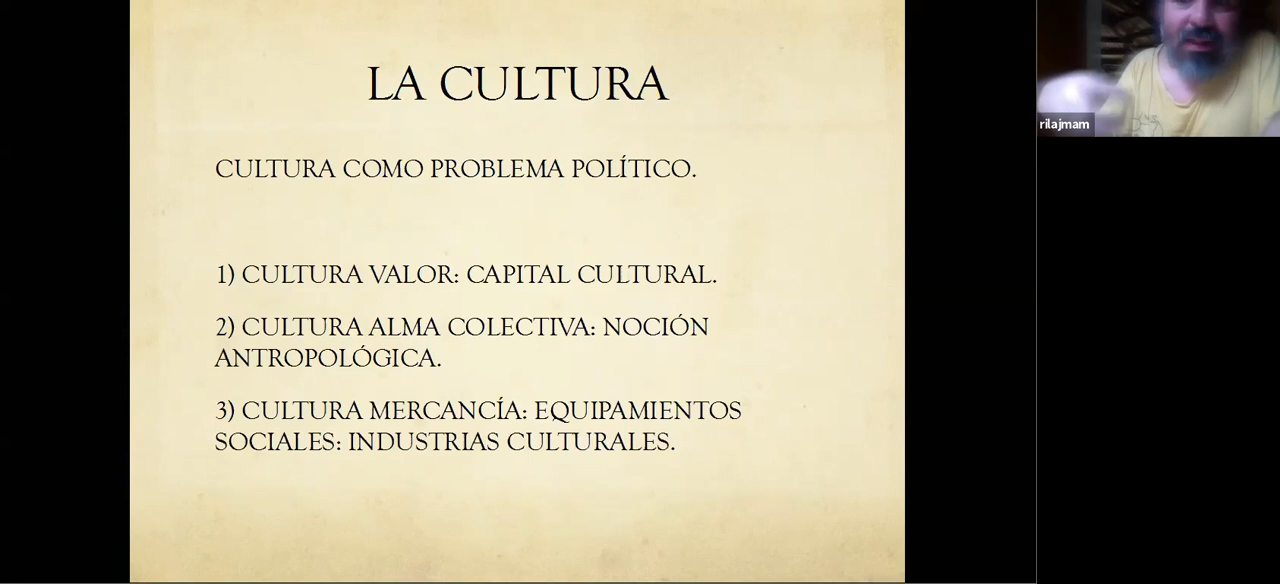 LA CULTURA
CULTURA COMO PROBLEMA POLÍTICO.
1) CULTURA VALOR: CAPITAL CULTURAL.
2) CULTURA ALMA COLECTIVA: NOCIÓN
ANTROPOLÓGICA.
3) CULTURA MERCANCÍA: EQUIPAMIENTOS
SOCIALES: INDUSTRIAS CULTURALES.
rilajmam